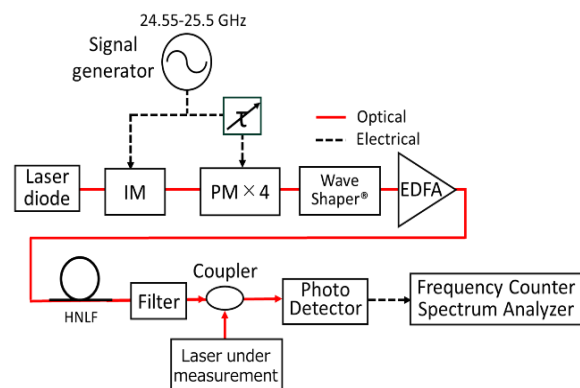 24.55-25.5 GHz
Signal
generator
τ
Optical
Electrical
Laser
diode
IM
PM × 4
Wave
Shaper®
EDFA
HNLF
Filter
Coupler
Photo
Detector
Frequency Counter
Spectrum Analyzer
Laser under
measurement